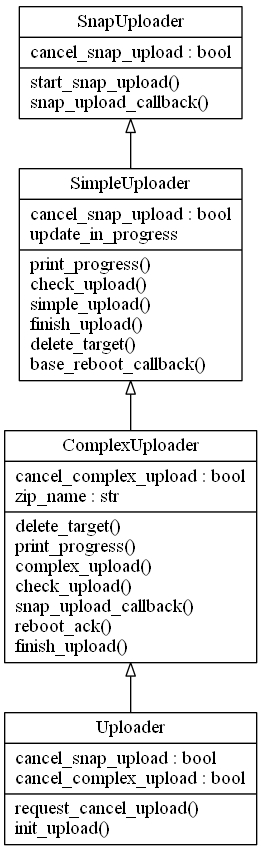 SnapUploader
cancel_snap_upload : bool
start_snap_upload()
snap_upload_callback()
SimpleUploader
cancel_snap_upload : bool
update_in_progress
print_progress()
check_upload()
simple_upload()
finish_upload()
delete_target()
base_reboot_callback()
ComplexUploader
cancel_complex_upload : bool
zip_name : str
delete_target()
print_progress()
complex_upload()
check_upload()
snap_upload_callback()
reboot_ack()
finish_upload()
Uploader
cancel_snap_upload : bool
cancel_complex_upload : bool
request_cancel_upload()
init_upload()